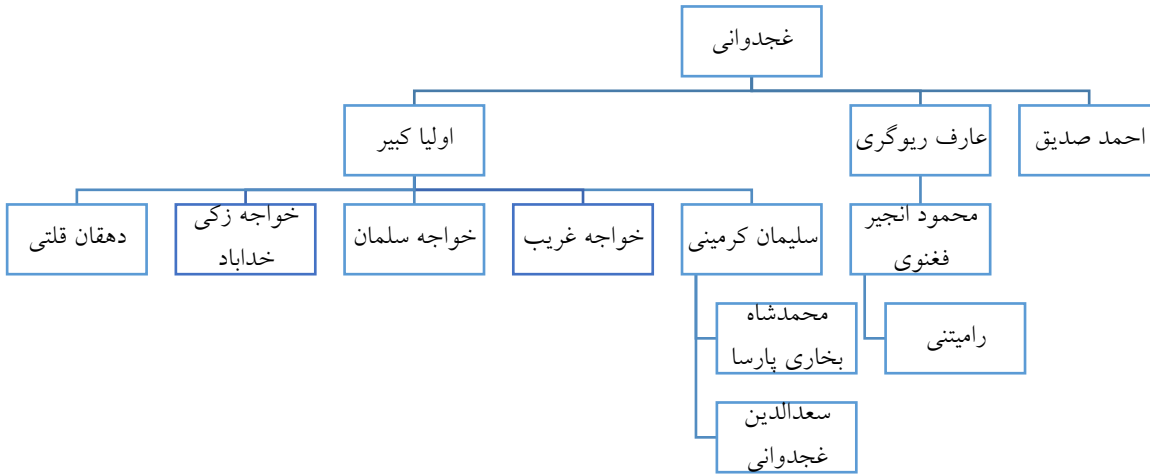 غجدوانی
احمد صدیق
عارف ریوگری
اولیا کبیر
محمود انجیر
فغنوی
سلیمان کرمینی
خواجه غریب
خواجه سلمان
خواجه زکی
خداباد
دهقان قلتی
رامیتنی
محمدشاه
بخاری پارسا
سعدالدین
غجدوانی